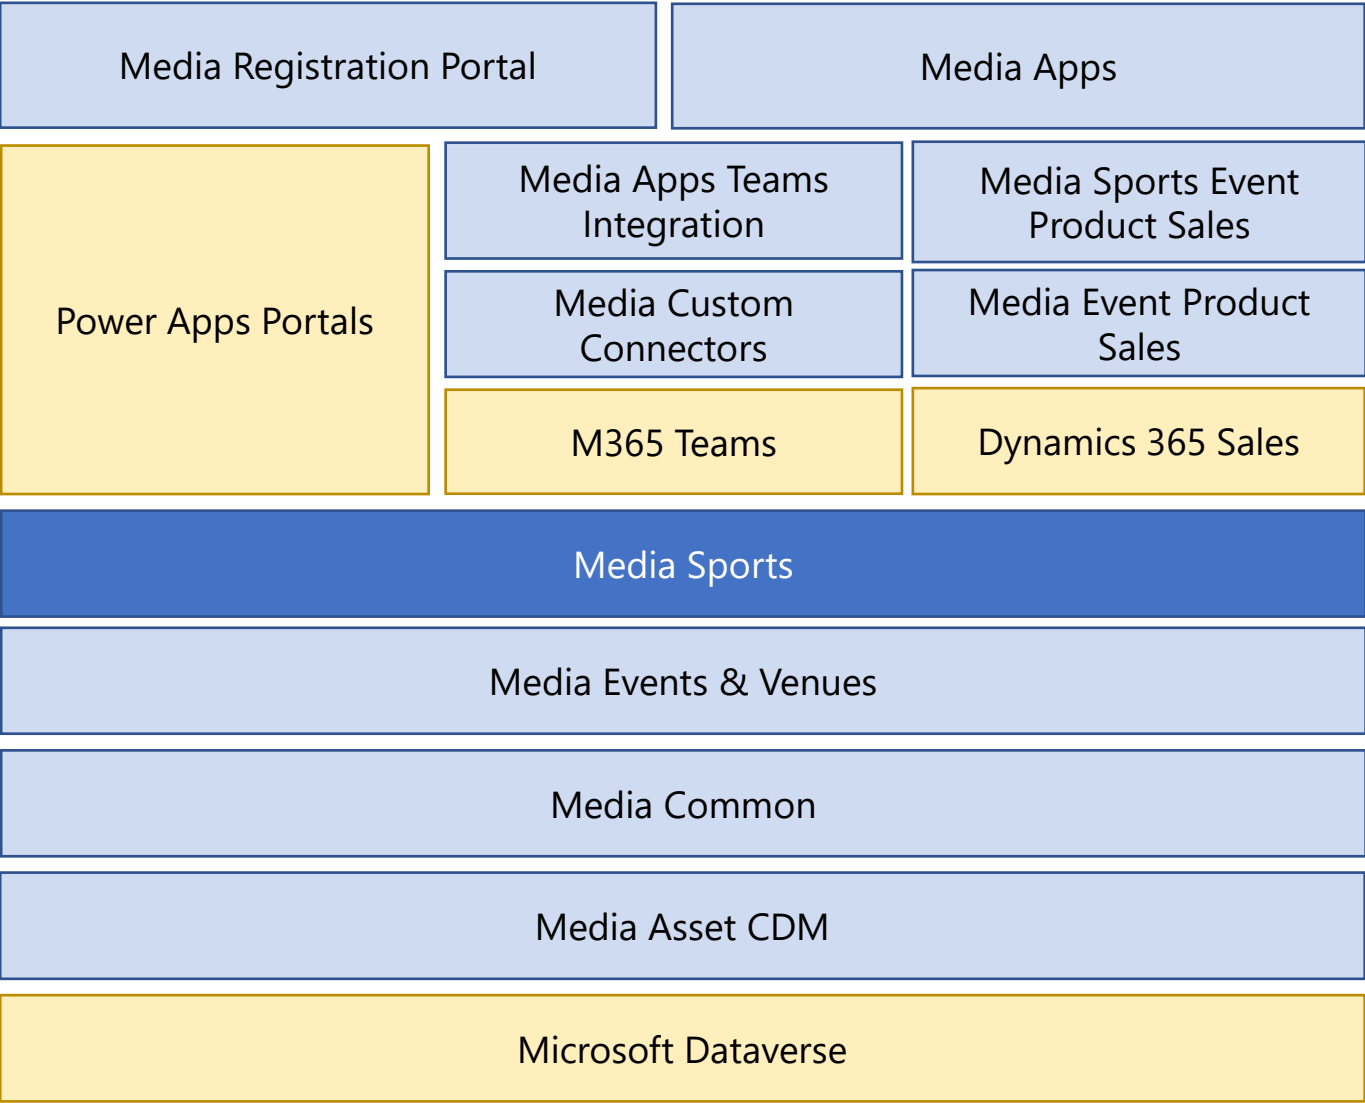 Media Registration Portal
Media Apps
Power Apps Portals
Media Apps Teams
Integration
Media Sports Event
Product Sales
Media Custom
Connectors
Media Event Product
Sales
M365 Teams
Dynamics 365 Sales
Media Sports
Media Events & Venues
Media Common
Media Asset CDM
Microsoft Dataverse